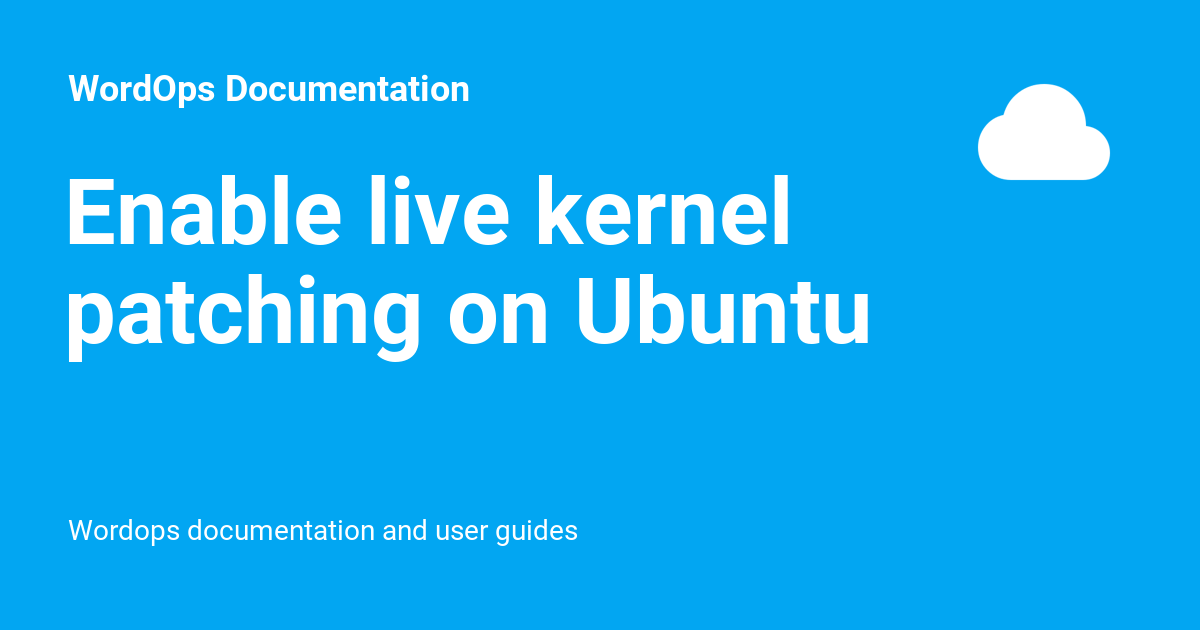 WordOps Documentation
Enable live kernel
patching on Ubuntu
Wordops documentation and user guides